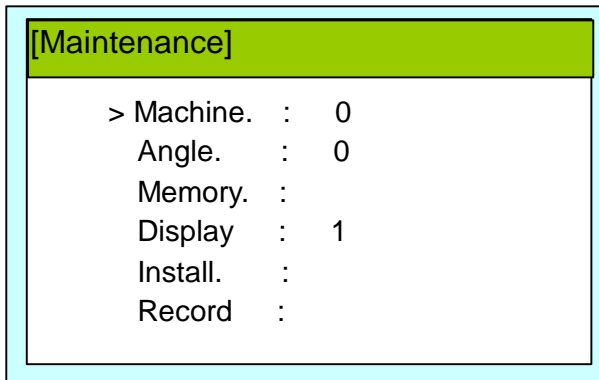 [Maintenance]
> Machine. : 0
Angle. : 0
Memory. :
Display : 1
Install. :
Record :